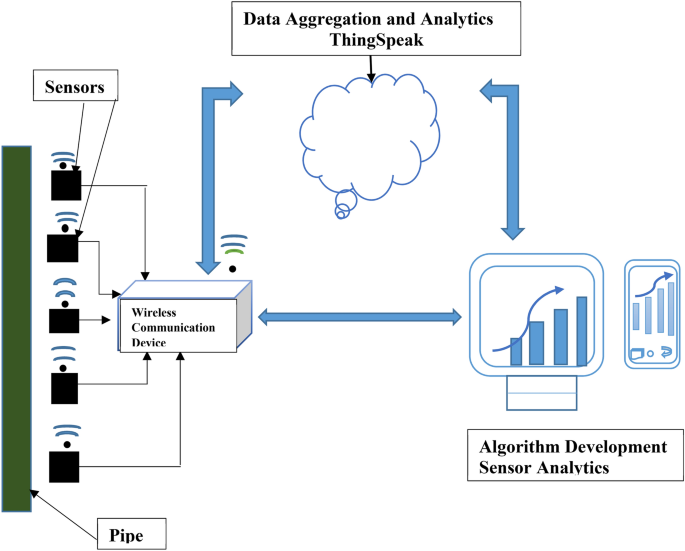 Data Aggregation and Analytics
ThingSpeak
Sensors
Wireless
Communication
Device
Algorithm Development
Sensor Analytics
Pipe